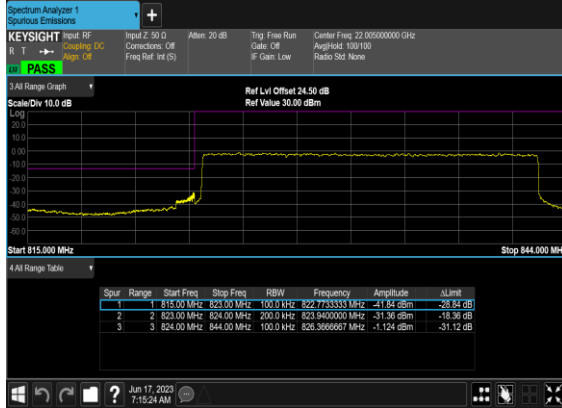 Spectrum Analyzer 1
Spurious Emissions
+
KEYSIGHT
R T
PASS
Input: RF
Coupling: DC
Align: Off
Input Z: 50 Ω
Corrections: Off
Freq Ref: Int (S)
Atten: 20 dB
Trig: Free Run
Gate: Off
IF Gain: Low
Center Freq: 22.005000000 GHz
Avg|Hold: 100/100
Radio Std: None
3 All Range Graph
Scale/Div 10.0 dB
Ref Lvl Offset 24.50 dB
Ref Value 30.00 dBm
Log
20.0
10.0
0.00
-10.0
-20.0
-30.0
-40.0
-50.0
-60.0
Start 815.000 MHz
Stop 844.000 MHz
4 All Range Table
Spur Range Start Freq Stop Freq RBW Frequency Amplitude ΔLimit
1 1 815.00 MHz 823.00 MHz 100.0 kHz 822.7733333 MHz -41.84 dBm -28.84 dB
2 2 823.00 MHz 824.00 MHz 200.0 kHz 823.9400000 MHz -31.36 dBm -18.36 dB
3 3 824.00 MHz 844.00 MHz 100.0 kHz 826.3666667 MHz -1.124 dBm -31.12 dB
?
Jun 17, 2023
7:15:24 AM